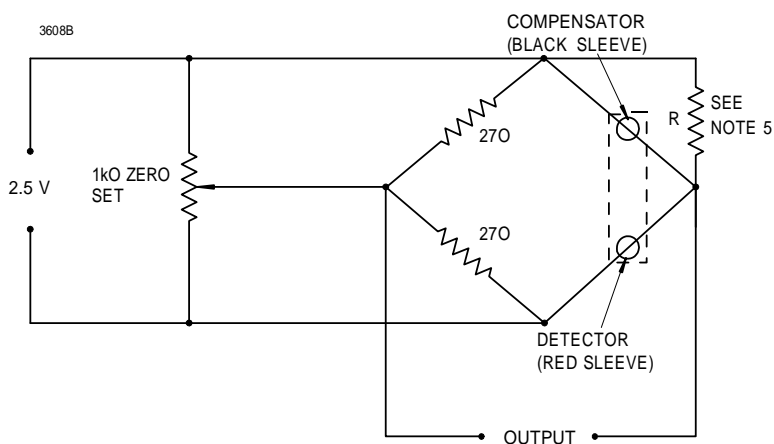 3608B
COMPENSATOR
(BLACK SLEEVE)
SEE
NOTE 5
R
27O
2.5 V
1kO ZERO
SET
27O
DETECTOR
(RED SLEEVE)
OUTPUT